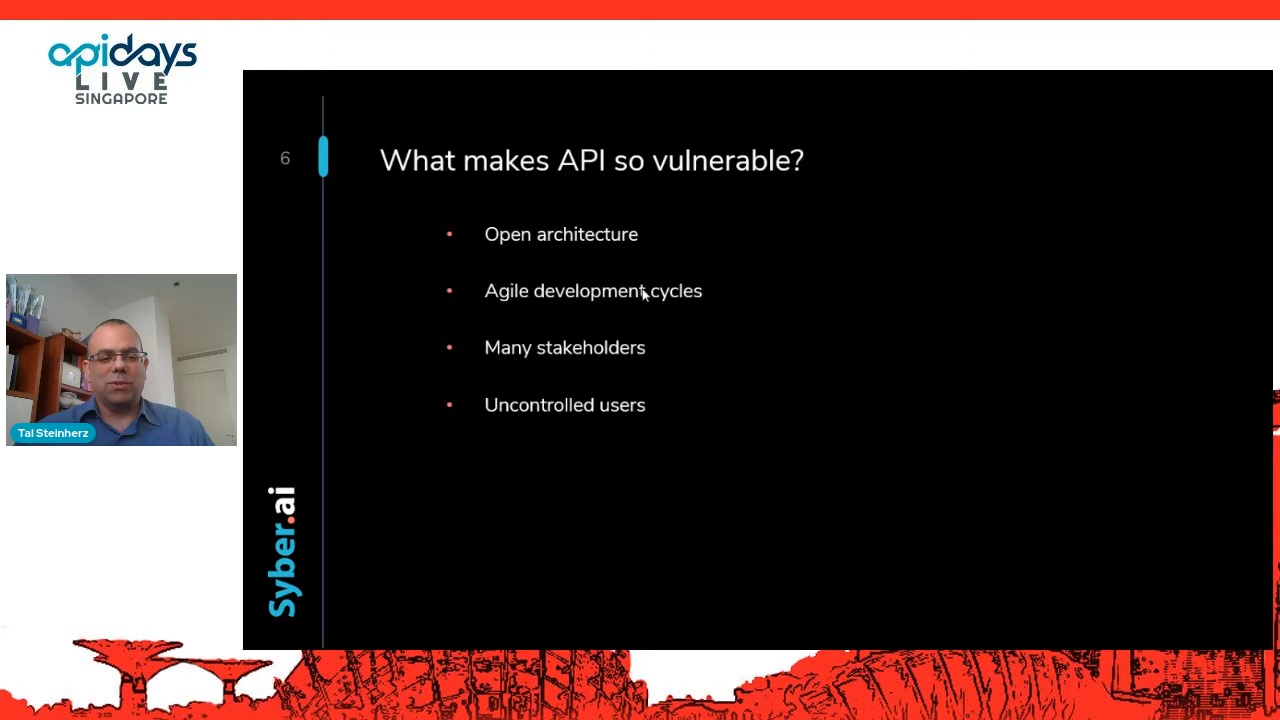 apidays
LIVE
SINGAPORE
6
What makes API so vulnerable?
• Open architecture
• Agile development cycles
• Many stakeholders
• Uncontrolled users
Tal Steinherz
Syber.ai